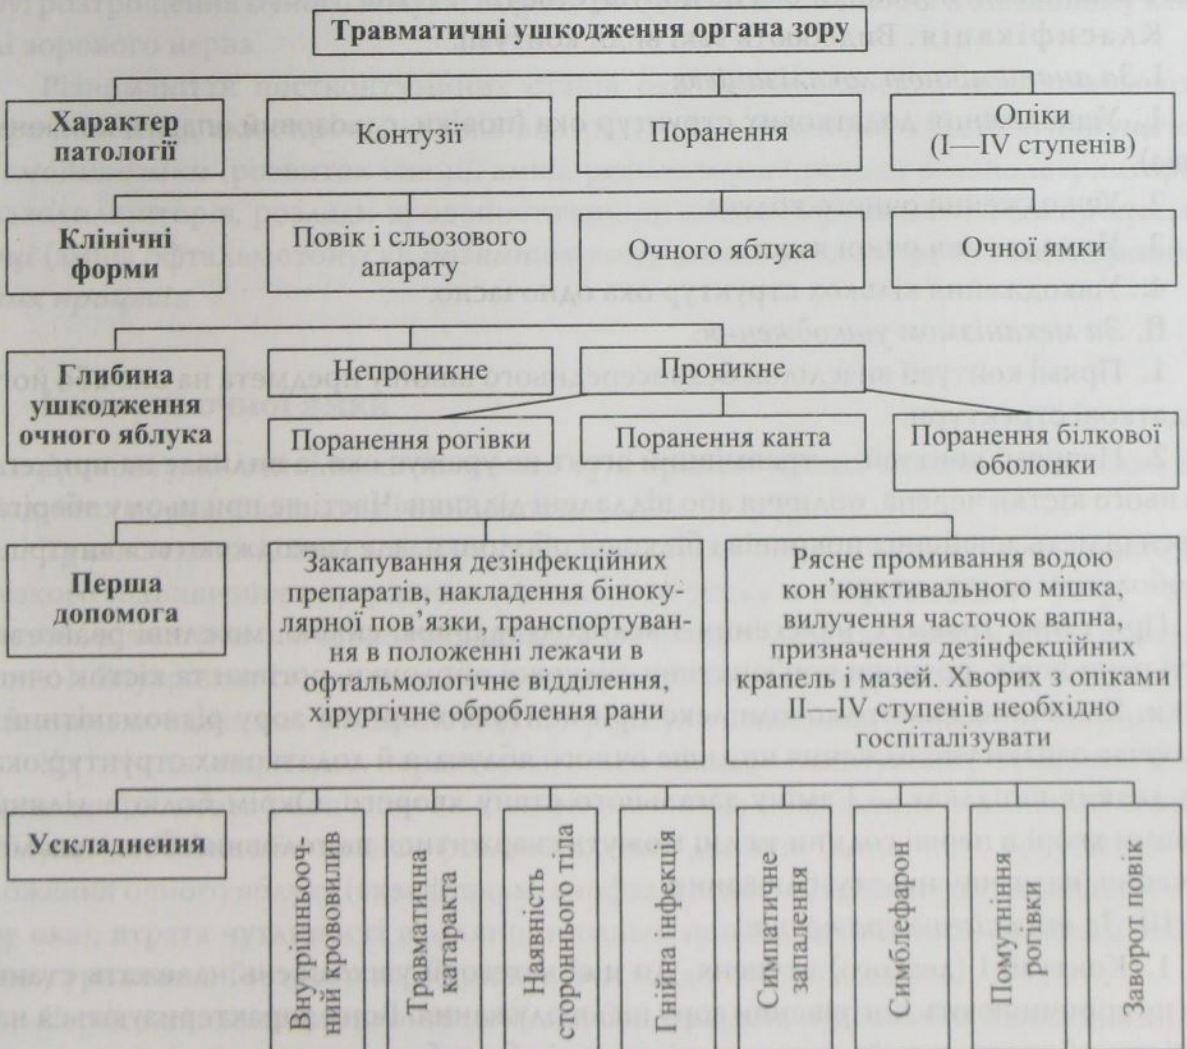 Травматичні ушкодження органа зору
Характер
патології
Контузії
Поранення
Опіки
(I—IV ступенів)
Клінічні
форми
Повік і сльозового
апарату
Очного яблука
Очної ямки
Глибина
ушкодження
очного яблука
Непроникне
Проникне
Поранення рогівки
Поранення канта
Поранення білкової
оболонки
Перша
допомога
Закапування дезінфекційних
препаратів, накладення біноку-
лярної пов’язки, транспортуван-
ня в положенні лежачи в
офтальмологічне відділення,
хірургічне оброблення рани
Рясне промивання водою
кон’юнктивального мішка,
вилучення часточок вапна,
призначення дезінфекційних
крапель і мазей. Хворих з опіками
II—IV ступенів необхідно
госпіталізувати
Ускладнення
Внутрішньооч-
ний крововилив
Травматична
катаракта
Наявність
стороннього тіла
Гнійна інфекція
Симпатичне
запалення
Симблефарон
Помутніння
рогівки
Заворот повік